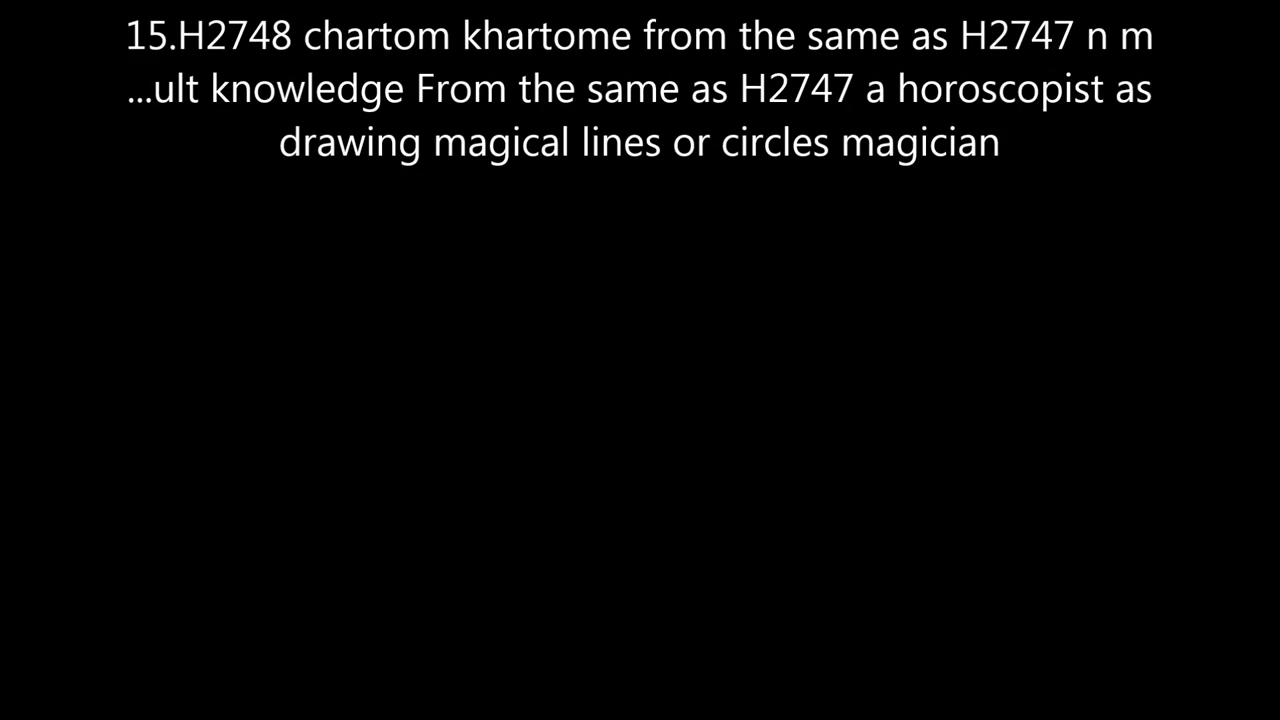 15.H2748 chartom khartome from the same as H2747 n m
...ult knowledge From the same as H2747 a horoscopist as
drawing magical lines or circles magician